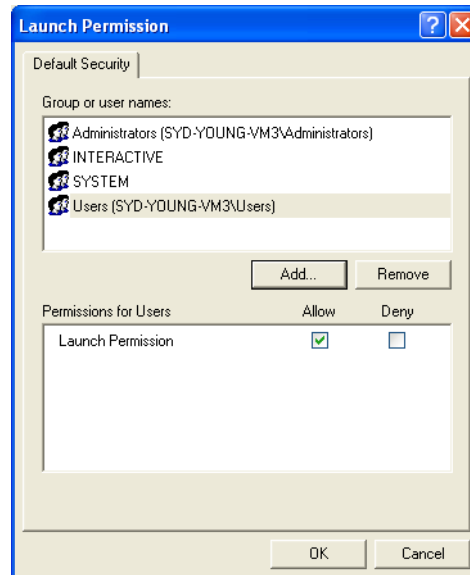 Launch Permission
Default Security
Group or user names:
Administrators (SYD-YOUNG-VM3\Administrators)
INTERACTIVE
SYSTEM
Users (SYD-YOUNG-VM3\Users)
Add... Remove
Permissions for Users Allow Deny
Launch Permission
OK Cancel